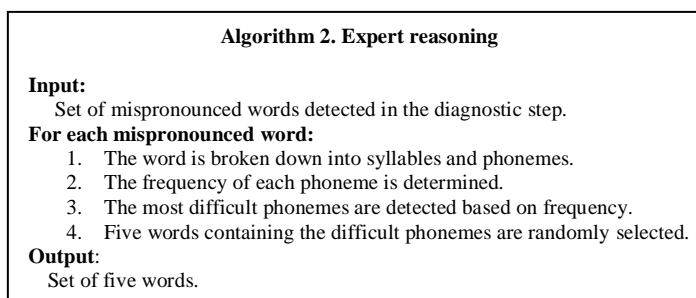 Algorithm 2. Expert reasoning
Input:
Set of mispronounced words detected in the diagnostic step.
For each mispronounced word:
1. The word is broken down into syllables and phonemes.
2. The frequency of each phoneme is determined.
3. The most difficult phonemes are detected based on frequency.
4. Five words containing the difficult phonemes are randomly selected.
Output:
Set of five words.